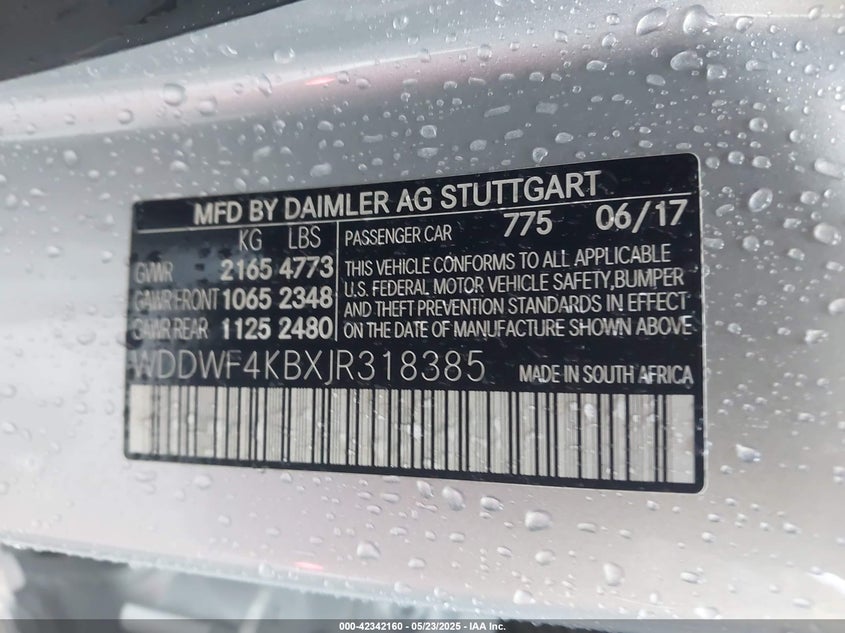 MFD BY DAIMLER AG STUTTGART
KG LBS
GVWR 2165 4773
GAWR FRONT 1065 2348
GAWR REAR 1125 2480
PASSENGER CAR 775 06/17
THIS VEHICLE CONFORMS TO ALL APPLICABLE
U.S. FEDERAL MOTOR VEHICLE SAFETY, BUMPER
AND THEFT PREVENTION STANDARDS IN EFFECT
ON THE DATE OF MANUFACTURE SHOWN ABOVE
WDDWF4KBXJR318385 MADE IN SOUTH AFRICA
000-42342160 - 05/23/2025 - IAA Inc.